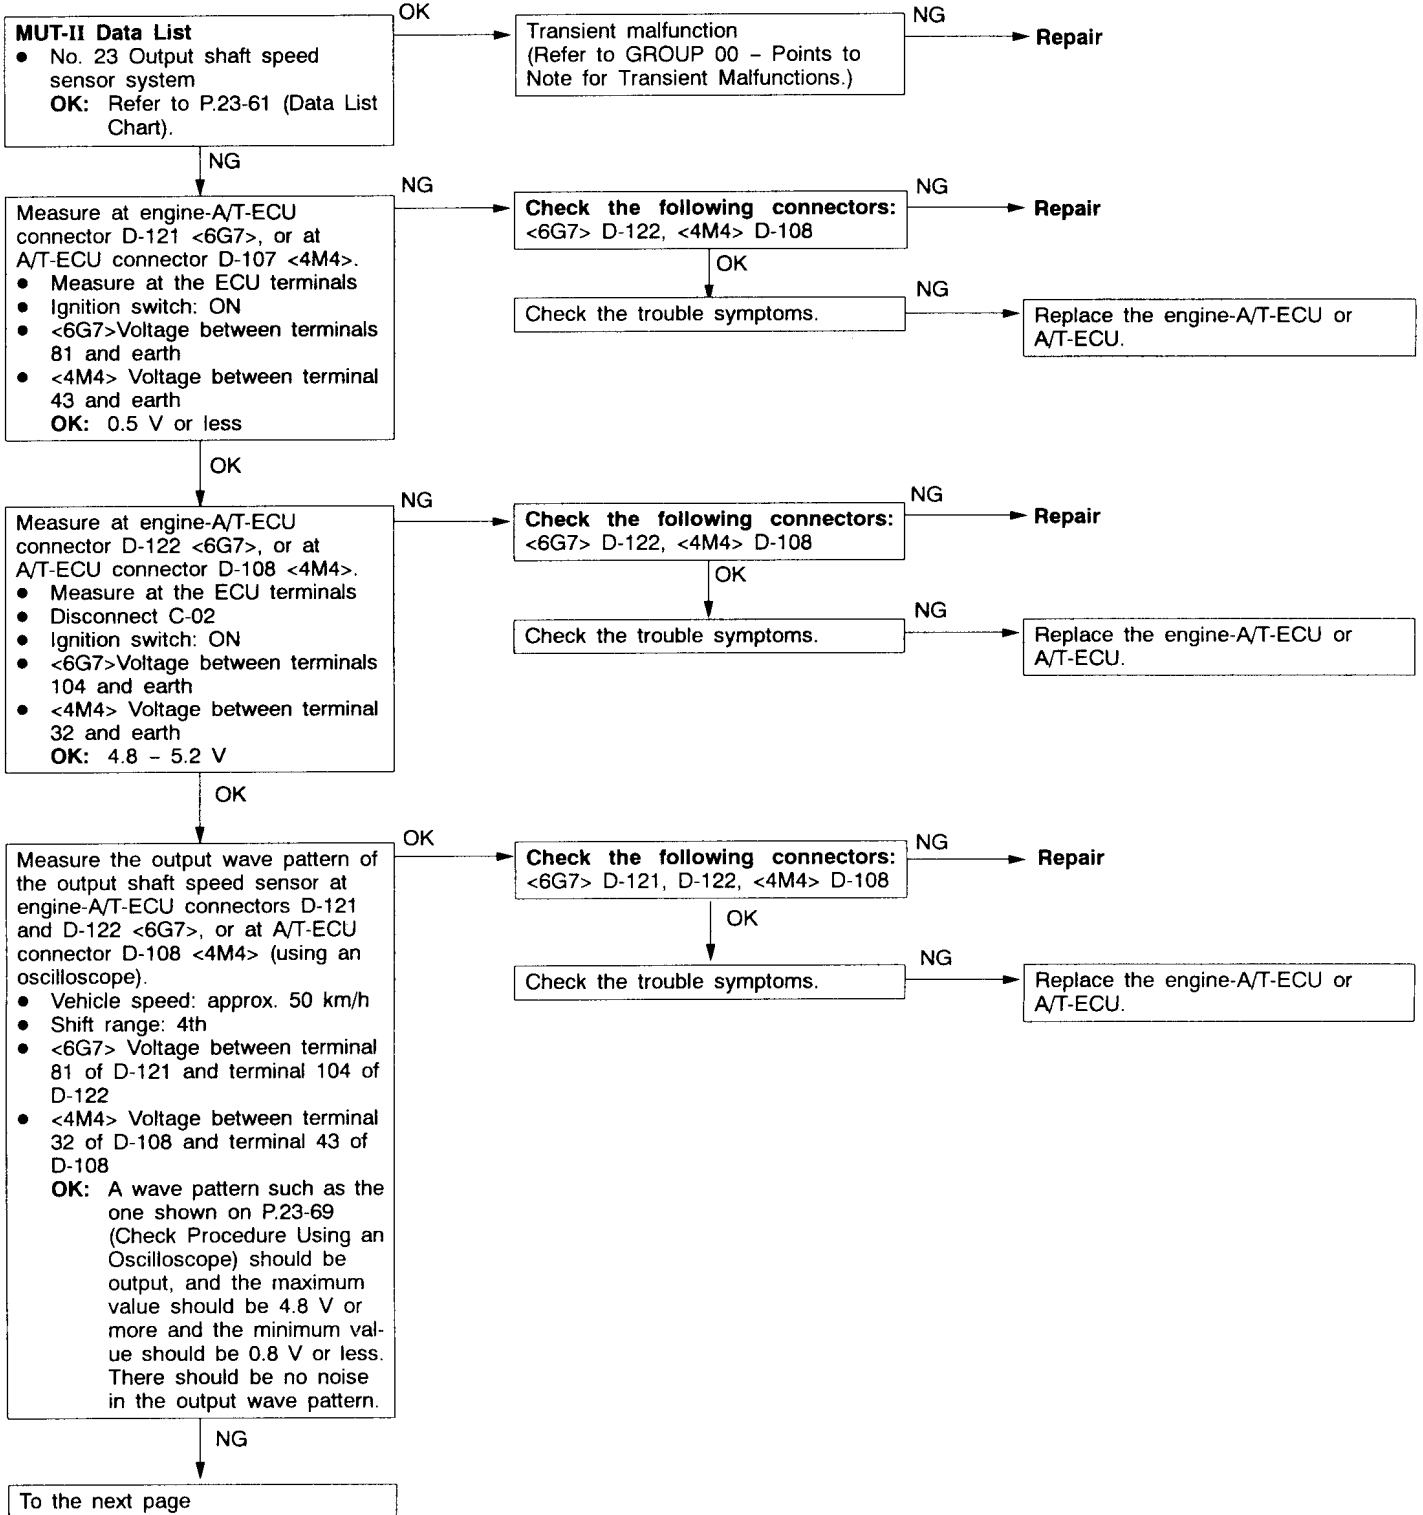 MUT-II Data List
● No. 23 Output shaft speed
sensor system
OK: Refer to P.23-61 (Data List
Chart).
OK
Transient malfunction
(Refer to GROUP 00 – Points to
Note for Transient Malfunctions.)
NG
Repair
NG
Measure at engine-A/T-ECU
connector D-121 <6G7>, or at
A/T-ECU connector D-107 <4M4>.
● Measure at the ECU terminals
● Ignition switch: ON
● <6G7>Voltage between terminals
81 and earth
● <4M4> Voltage between terminal
43 and earth
OK: 0.5 V or less
NG
Check the following connectors:
<6G7> D-122, <4M4> D-108
NG
Repair
OK
Check the trouble symptoms.
NG
Replace the engine-A/T-ECU or
A/T-ECU.
OK
Measure at engine-A/T-ECU
connector D-122 <6G7>, or at
A/T-ECU connector D-108 <4M4>.
● Measure at the ECU terminals
● Disconnect C-02
● Ignition switch: ON
● <6G7>Voltage between terminals
104 and earth
● <4M4> Voltage between terminal
32 and earth
OK: 4.8 – 5.2 V
NG
Check the following connectors:
<6G7> D-122, <4M4> D-108
NG
Repair
OK
Check the trouble symptoms.
NG
Replace the engine-A/T-ECU or
A/T-ECU.
OK
Measure the output wave pattern of
the output shaft speed sensor at
engine-A/T-ECU connectors D-121
and D-122 <6G7>, or at A/T-ECU
connector D-108 <4M4> (using an
oscilloscope).
● Vehicle speed: approx. 50 km/h
● Shift range: 4th
● <6G7> Voltage between terminal
81 of D-121 and terminal 104 of
D-122
● <4M4> Voltage between terminal
32 of D-108 and terminal 43 of
D-108
OK: A wave pattern such as the
one shown on P.23-69
(Check Procedure Using an
Oscilloscope) should be
output, and the maximum
value should be 4.8 V or
more and the minimum val-
ue should be 0.8 V or less.
There should be no noise
in the output wave pattern.
OK
Check the following connectors:
<6G7> D-121, D-122, <4M4> D-108
NG
Repair
OK
Check the trouble symptoms.
NG
Replace the engine-A/T-ECU or
A/T-ECU.
NG
To the next page